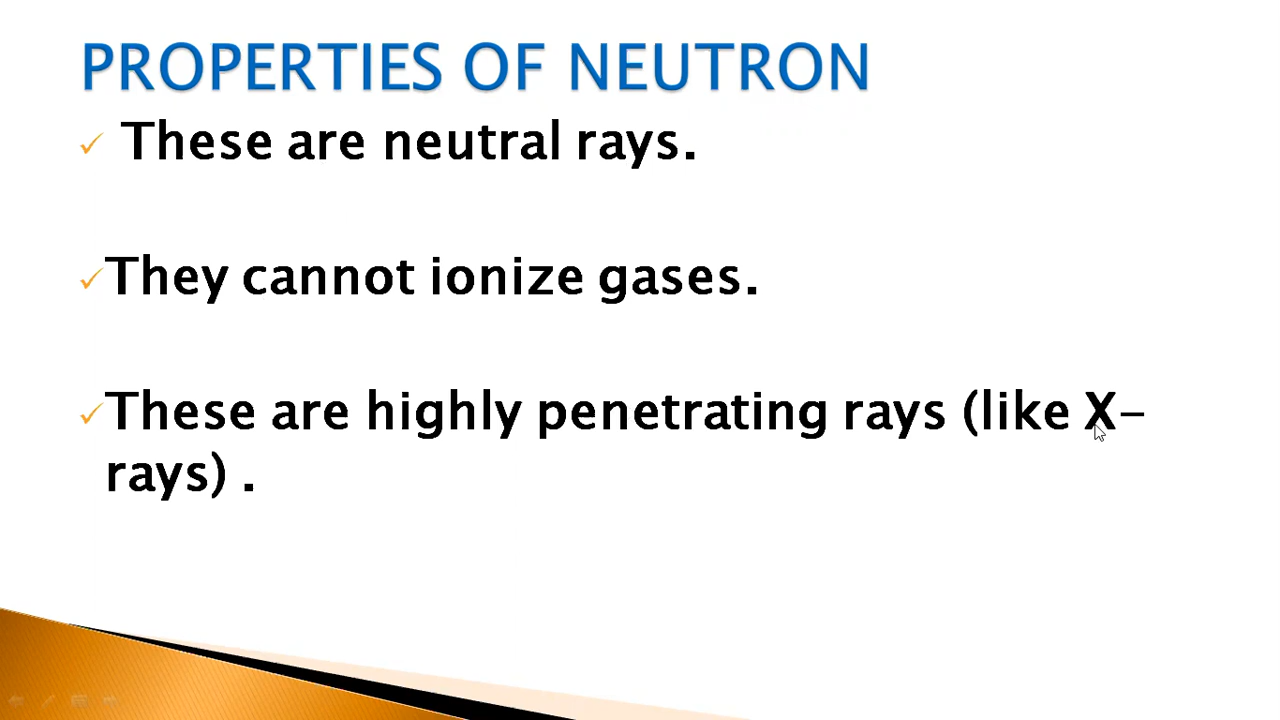 PROPERTIES OF NEUTRON
✓ These are neutral rays.
✓They cannot ionize gases.
✓These are highly penetrating rays (like X-
rays) .